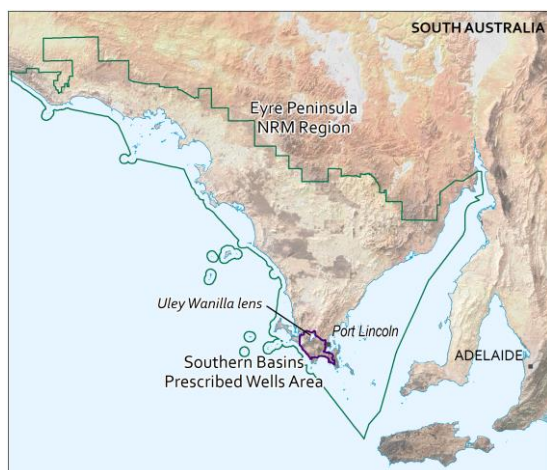 SOUTH AUSTRALIA
Eyre Peninsula
NRM Region
Uley Wanilla lens
Port Lincoln
Southern Basins
Prescribed Wells Area
ADELAIDE